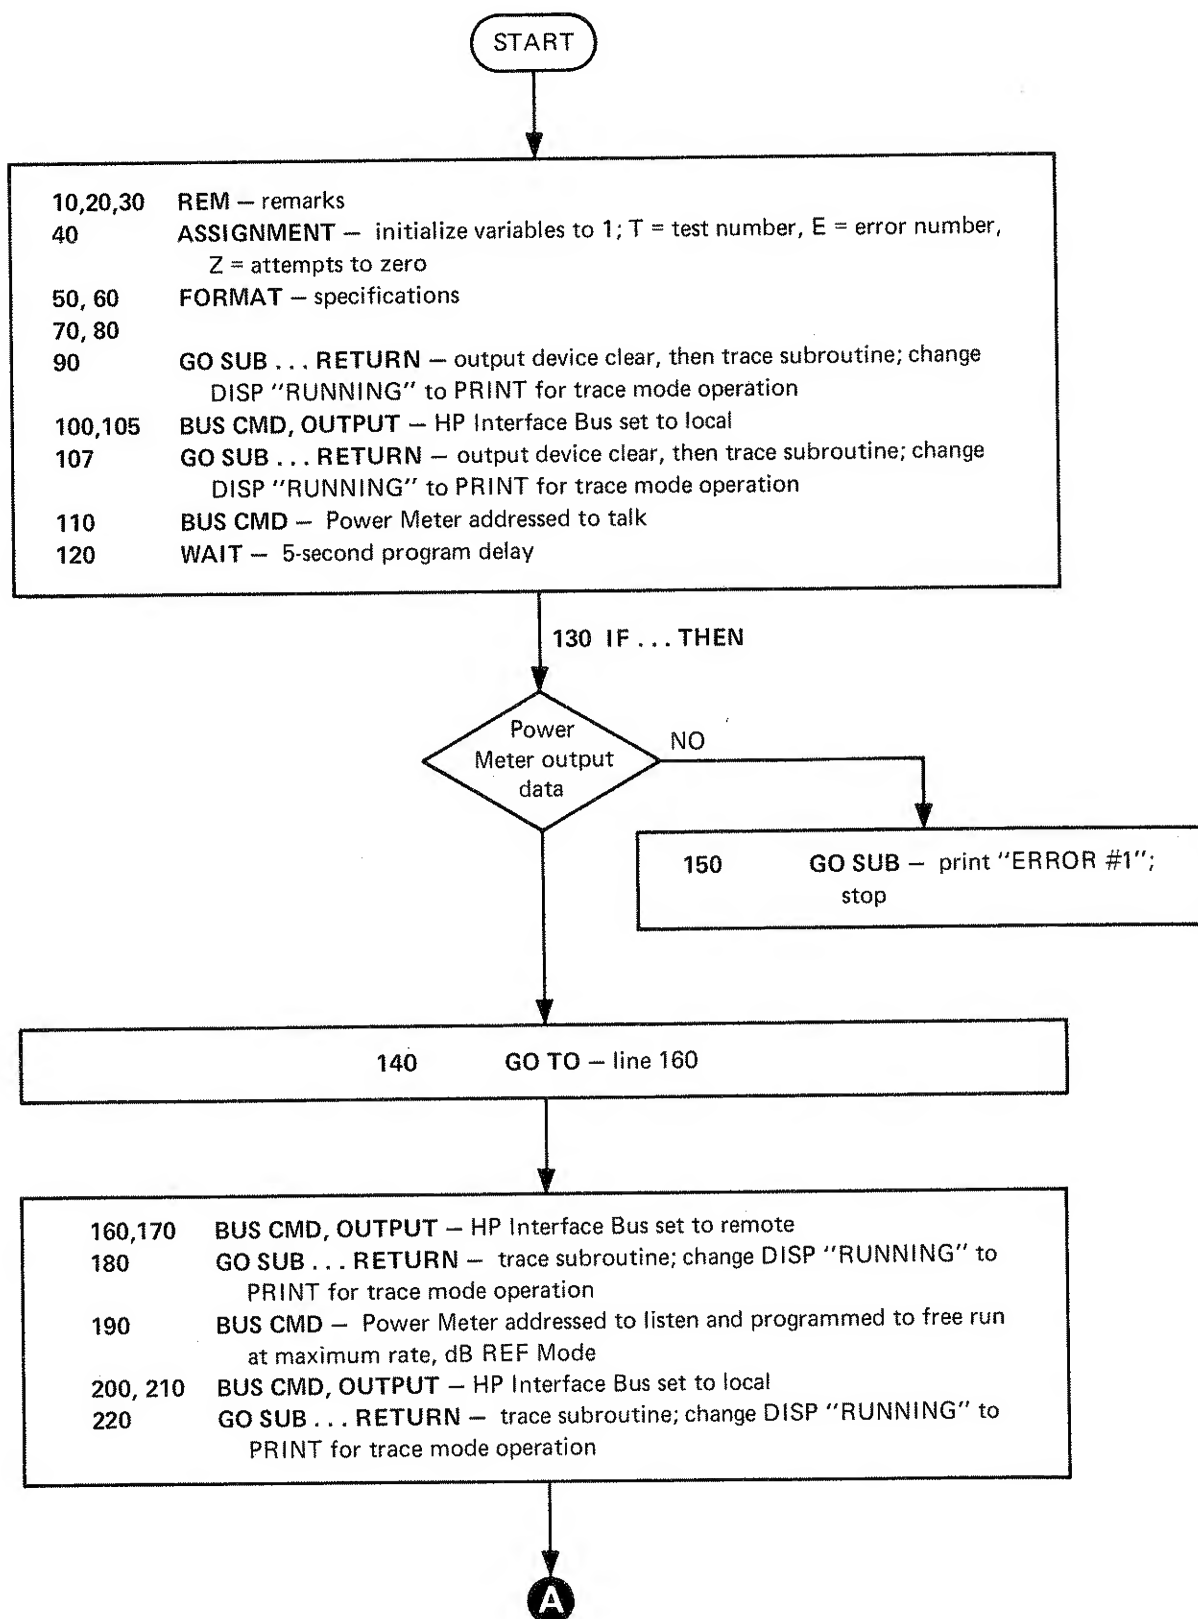 START
10,20,30 REM — remarks
40 ASSIGNMENT — initialize variables to 1; T = test number, E = error number,
Z = attempts to zero
50, 60 FORMAT — specifications
70, 80
90 GO SUB ... RETURN — output device clear, then trace subroutine; change
DISP "RUNNING" to PRINT for trace mode operation
100,105 BUS CMD, OUTPUT — HP Interface Bus set to local
107 GO SUB ... RETURN — output device clear, then trace subroutine; change
DISP "RUNNING" to PRINT for trace mode operation
110 BUS CMD — Power Meter addressed to talk
120 WAIT — 5-second program delay
130 IF ... THEN
Power
Meter output
data
NO
150 GO SUB — print "ERROR #1";
stop
140 GO TO — line 160
160,170 BUS CMD, OUTPUT — HP Interface Bus set to remote
180 GO SUB ... RETURN — trace subroutine; change DISP "RUNNING" to
PRINT for trace mode operation
190 BUS CMD — Power Meter addressed to listen and programmed to free run
at maximum rate, dB REF Mode
200, 210 BUS CMD, OUTPUT — HP Interface Bus set to local
220 GO SUB ... RETURN — trace subroutine; change DISP "RUNNING" to
PRINT for trace mode operation
A